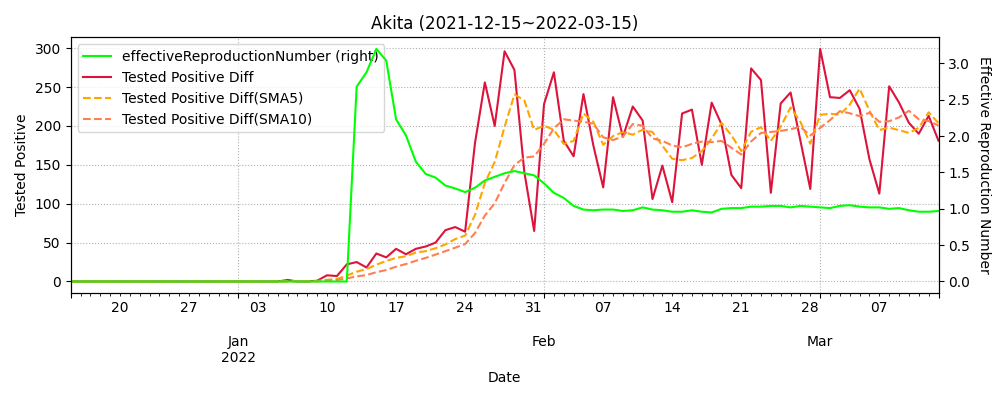 Akita (2021-12-15~2022-03-15)
effectiveReproductionNumber (right)
Tested Positive Diff
Tested Positive Diff(SMA5)
Tested Positive Diff(SMA10)
Tested Positive
300
250
200
150
100
50
0
3.0
2.5
2.0
1.5
1.0
0.5
0.0
Effective Reproduction Number
20 27 03 10 17 24 31 07 14 21 28 07
Jan Feb Mar
2022
Date